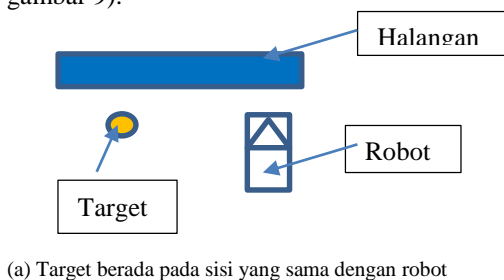 gambar 9).
Halangan
Robot
Target
(a) Target berada pada sisi yang sama dengan robot